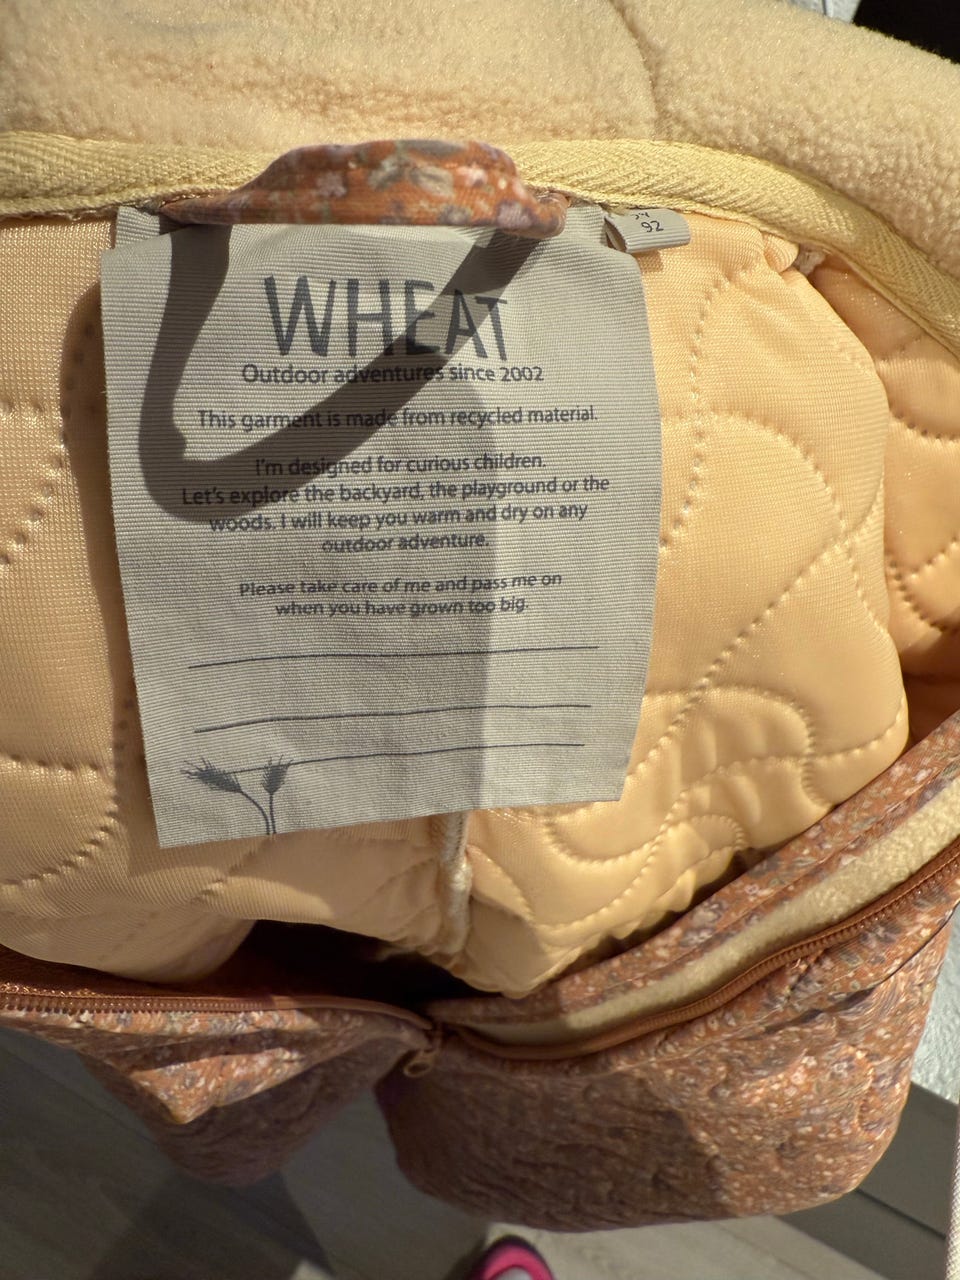 WHEAT
Outdoor adventures since 2002
This garment is made from recycled material.
I'm designed for curious children.
Let's explore the backyard, the playground or the
woods. I will keep you warm and dry on any
outdoor adventure.
Please take care of me and pass me on
when you have grown too big.
92